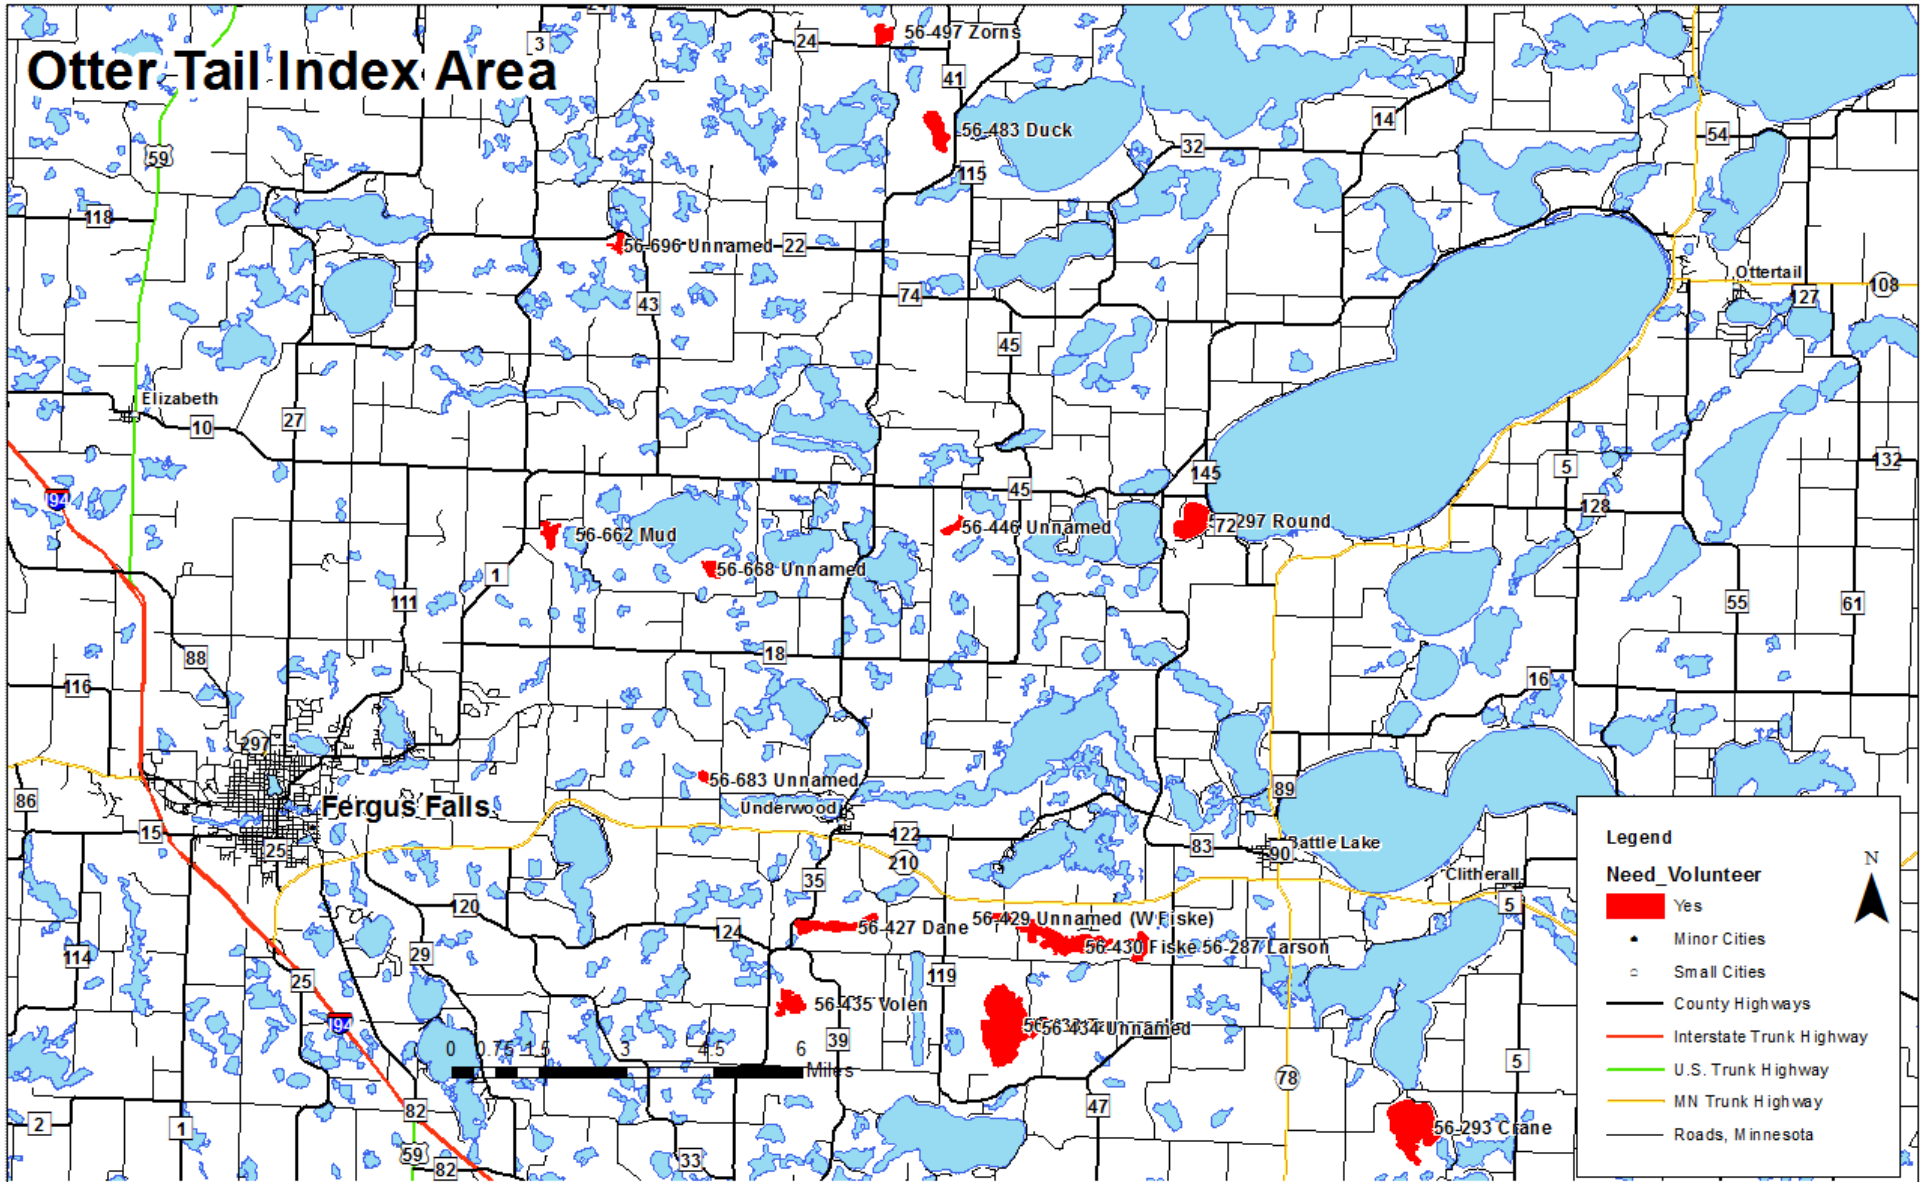 24
3
24
56-497 Zorns
Otter Tail Index Area
41
14
56-483 Duck
54
59
32
115
118
56-696 Unnamed
22
Ottertail
108
74
127
43
45
Elizabeth
10
27
132
5
145
94
45
128
56-446 Unnamed
72
297 Round
56-662 Mud
56-668 Unnamed
1
111
55
61
18
88
16
116
297
56-683 Unnamed
89
86
Fergus Falls
Underwood
15
122
83
Battle Lake
25
90
210
Clitherall
35
5
120
56-429 Unnamed (W Fiske)
56-427 Dane
124
56-430 Fiske
56-287 Larson
114
29
119
25
56-435 Volen
94
56-434 Unnamed
39
0 0.75 1.5 3 4.5 6
Miles
5
78
47
82
2
1
56-293 Crane
59
33
82
Legend
N
Need_Volunteer
Yes
Minor Cities
Small Cities
County Highways
Interstate Trunk Highway
U.S. Trunk Highway
MN Trunk Highway
Roads, Minnesota